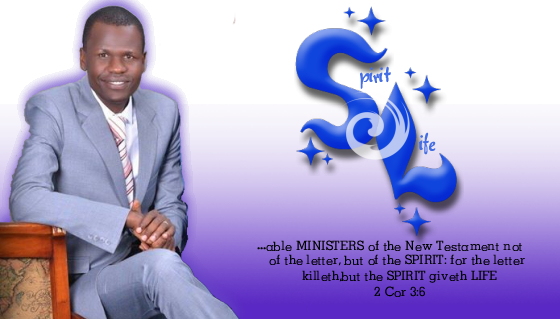 Spirit
Life
...able MINISTERS of the New Testament not
of the letter, but of the SPIRIT: for the letter
killeth,but the SPIRIT giveth LIFE
2 Cor 3:6